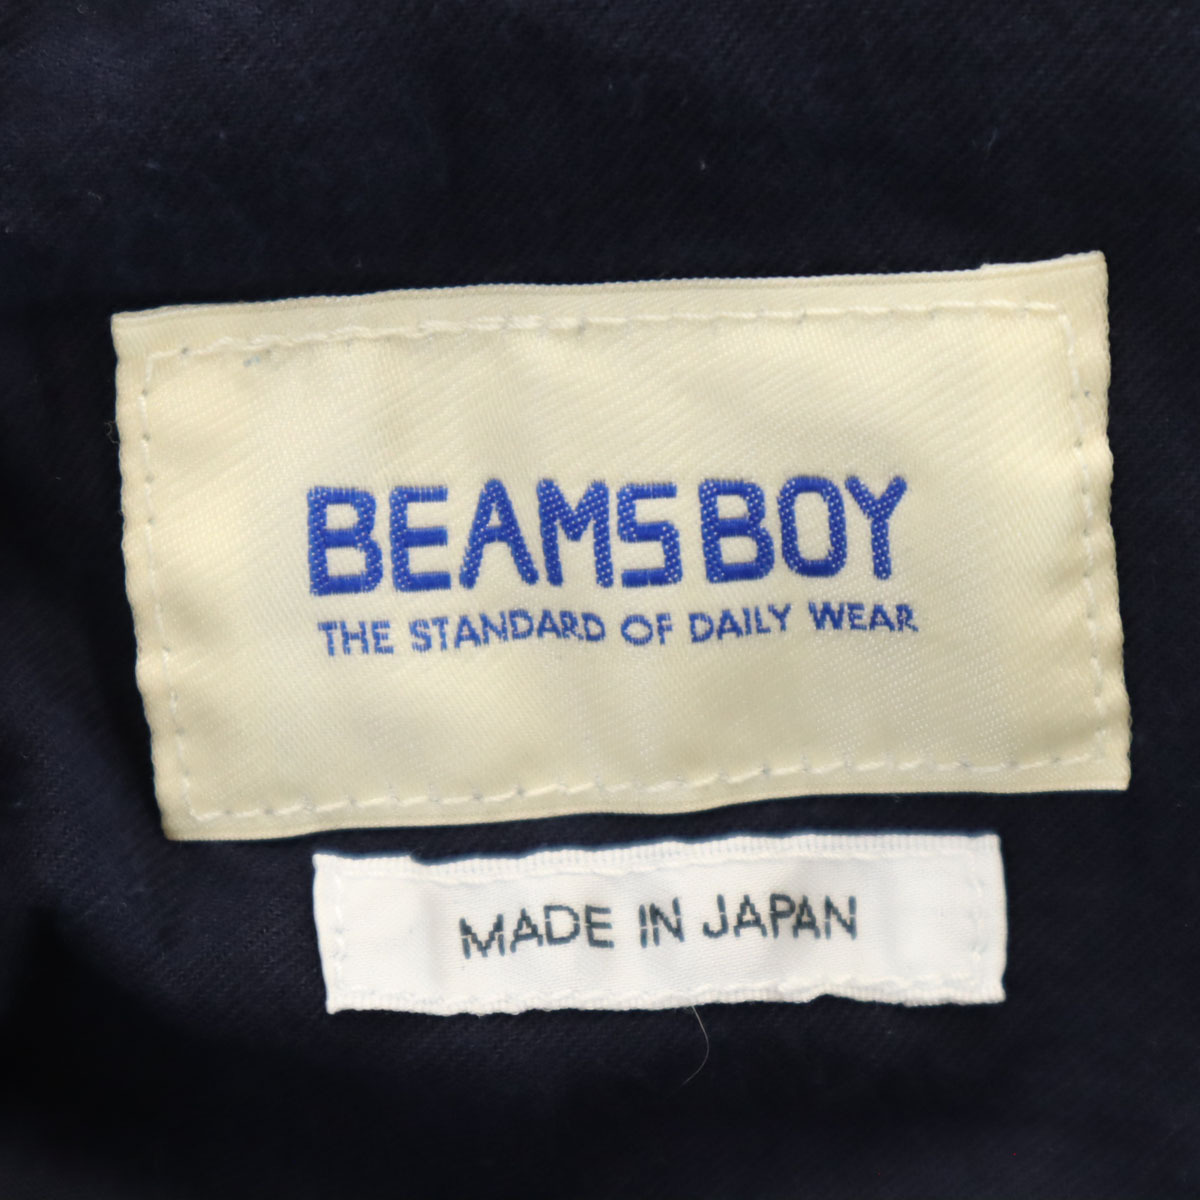 BEAMS BOY
THE STANDARD OF DAILY WEAR
MADE IN JAPAN